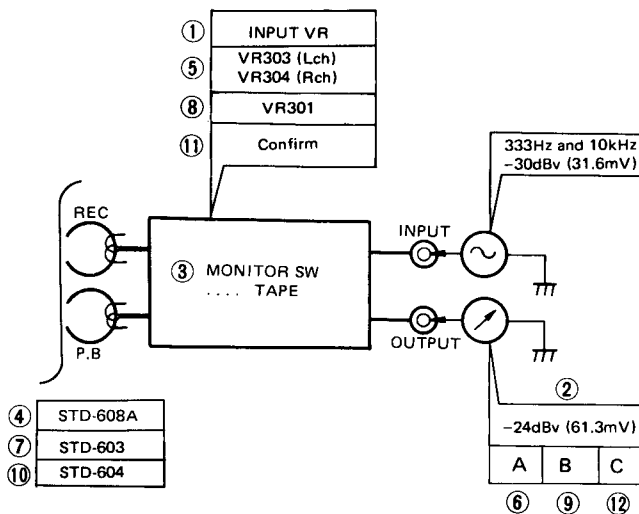 ① INPUT VR
⑤ VR303 (Lch)
VR304 (Rch)
⑧ VR301
⑪ Confirm
333Hz and 10kHz
−30dBv (31.6mV)
REC
INPUT
③ MONITOR SW
.... TAPE
P.B
OUTPUT
②
−24dBv (61.3mV)
④ STD-608A
⑦ STD-603
⑩ STD-604
A B C
⑥ ⑨ ⑫